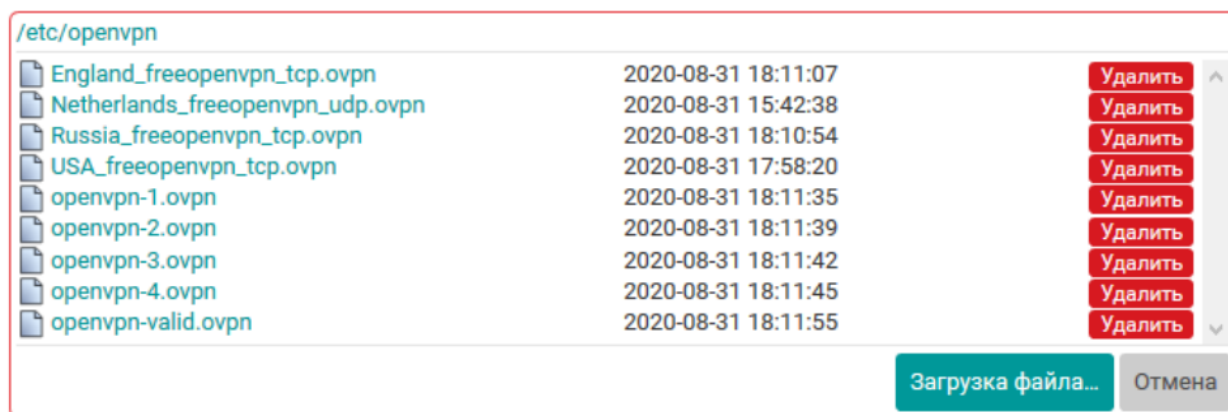 /etc/openvpn
England_freeopenvpn_tcp.ovpn 2020-08-31 18:11:07 Удалить
Netherlands_freeopenvpn_udp.ovpn 2020-08-31 15:42:38 Удалить
Russia_freeopenvpn_tcp.ovpn 2020-08-31 18:10:54 Удалить
USA_freeopenvpn_tcp.ovpn 2020-08-31 17:58:20 Удалить
openvpn-1.ovpn 2020-08-31 18:11:35 Удалить
openvpn-2.ovpn 2020-08-31 18:11:39 Удалить
openvpn-3.ovpn 2020-08-31 18:11:42 Удалить
openvpn-4.ovpn 2020-08-31 18:11:45 Удалить
openvpn-valid.ovpn 2020-08-31 18:11:55 Удалить
Загрузка файла... Отмена